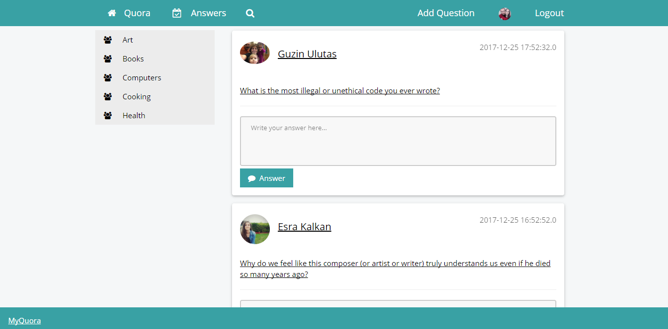 Quora
Answers
Add Question
Logout
Art
Books
Computers
Cooking
Health
Guzin Ulutas
2017-12-25 17:52:32.0
What is the most illegal or unethical code you ever wrote?
Write your answer here...
Answer
Esra Kalkan
2017-12-25 16:52:52.0
Why do we feel like this composer (or artist or writer) truly understands us even if he died
so many years ago?
MyQuora